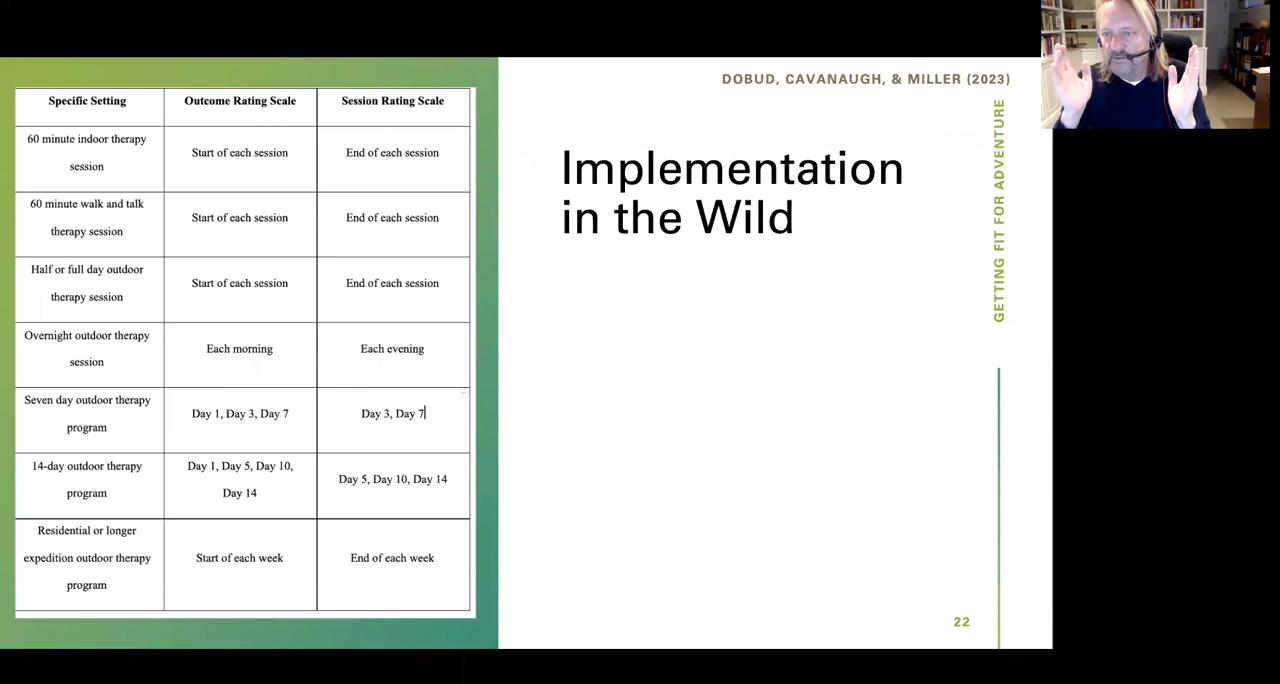 Specific Setting
Outcome Rating Scale
Session Rating Scale
60 minute indoor therapy
session
Start of each session
End of each session
60 minute walk and talk
therapy session
Start of each session
End of each session
Half or full day outdoor
therapy session
Start of each session
End of each session
Overnight outdoor therapy
session
Each morning
Each evening
Seven day outdoor therapy
program
Day 1, Day 3, Day 7
Day 3, Day 7
14-day outdoor therapy
program
Day 1, Day 5, Day 10,
Day 14
Day 5, Day 10, Day 14
Residential or longer
expedition outdoor therapy
program
Start of each week
End of each week
DOBUD, CAVANAUGH, & MILLER (2023)
Implementation
in the Wild
GETTING FIT FOR ADVENTURE
22